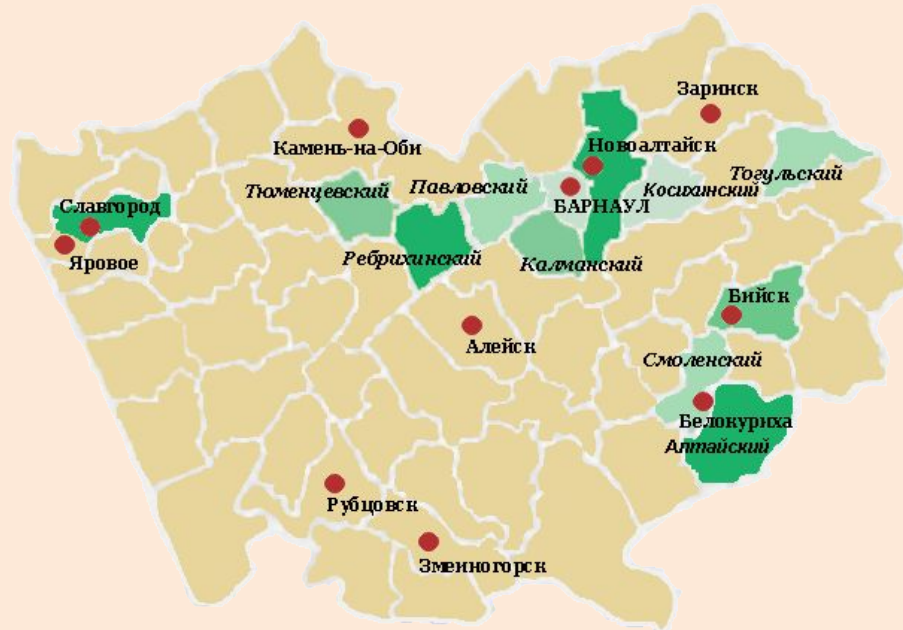 Заринск
Камень-на-Оби
Новоалтайск
Тюменцевский
Павловский
Тогульский
Косихинский
БАРНАУЛ
Славгород
Яровое
Ребрихинский
Калманский
Бийск
Алейск
Смоленский
Белокуриха
Алтайский
Рубцовск
Змеиногорск